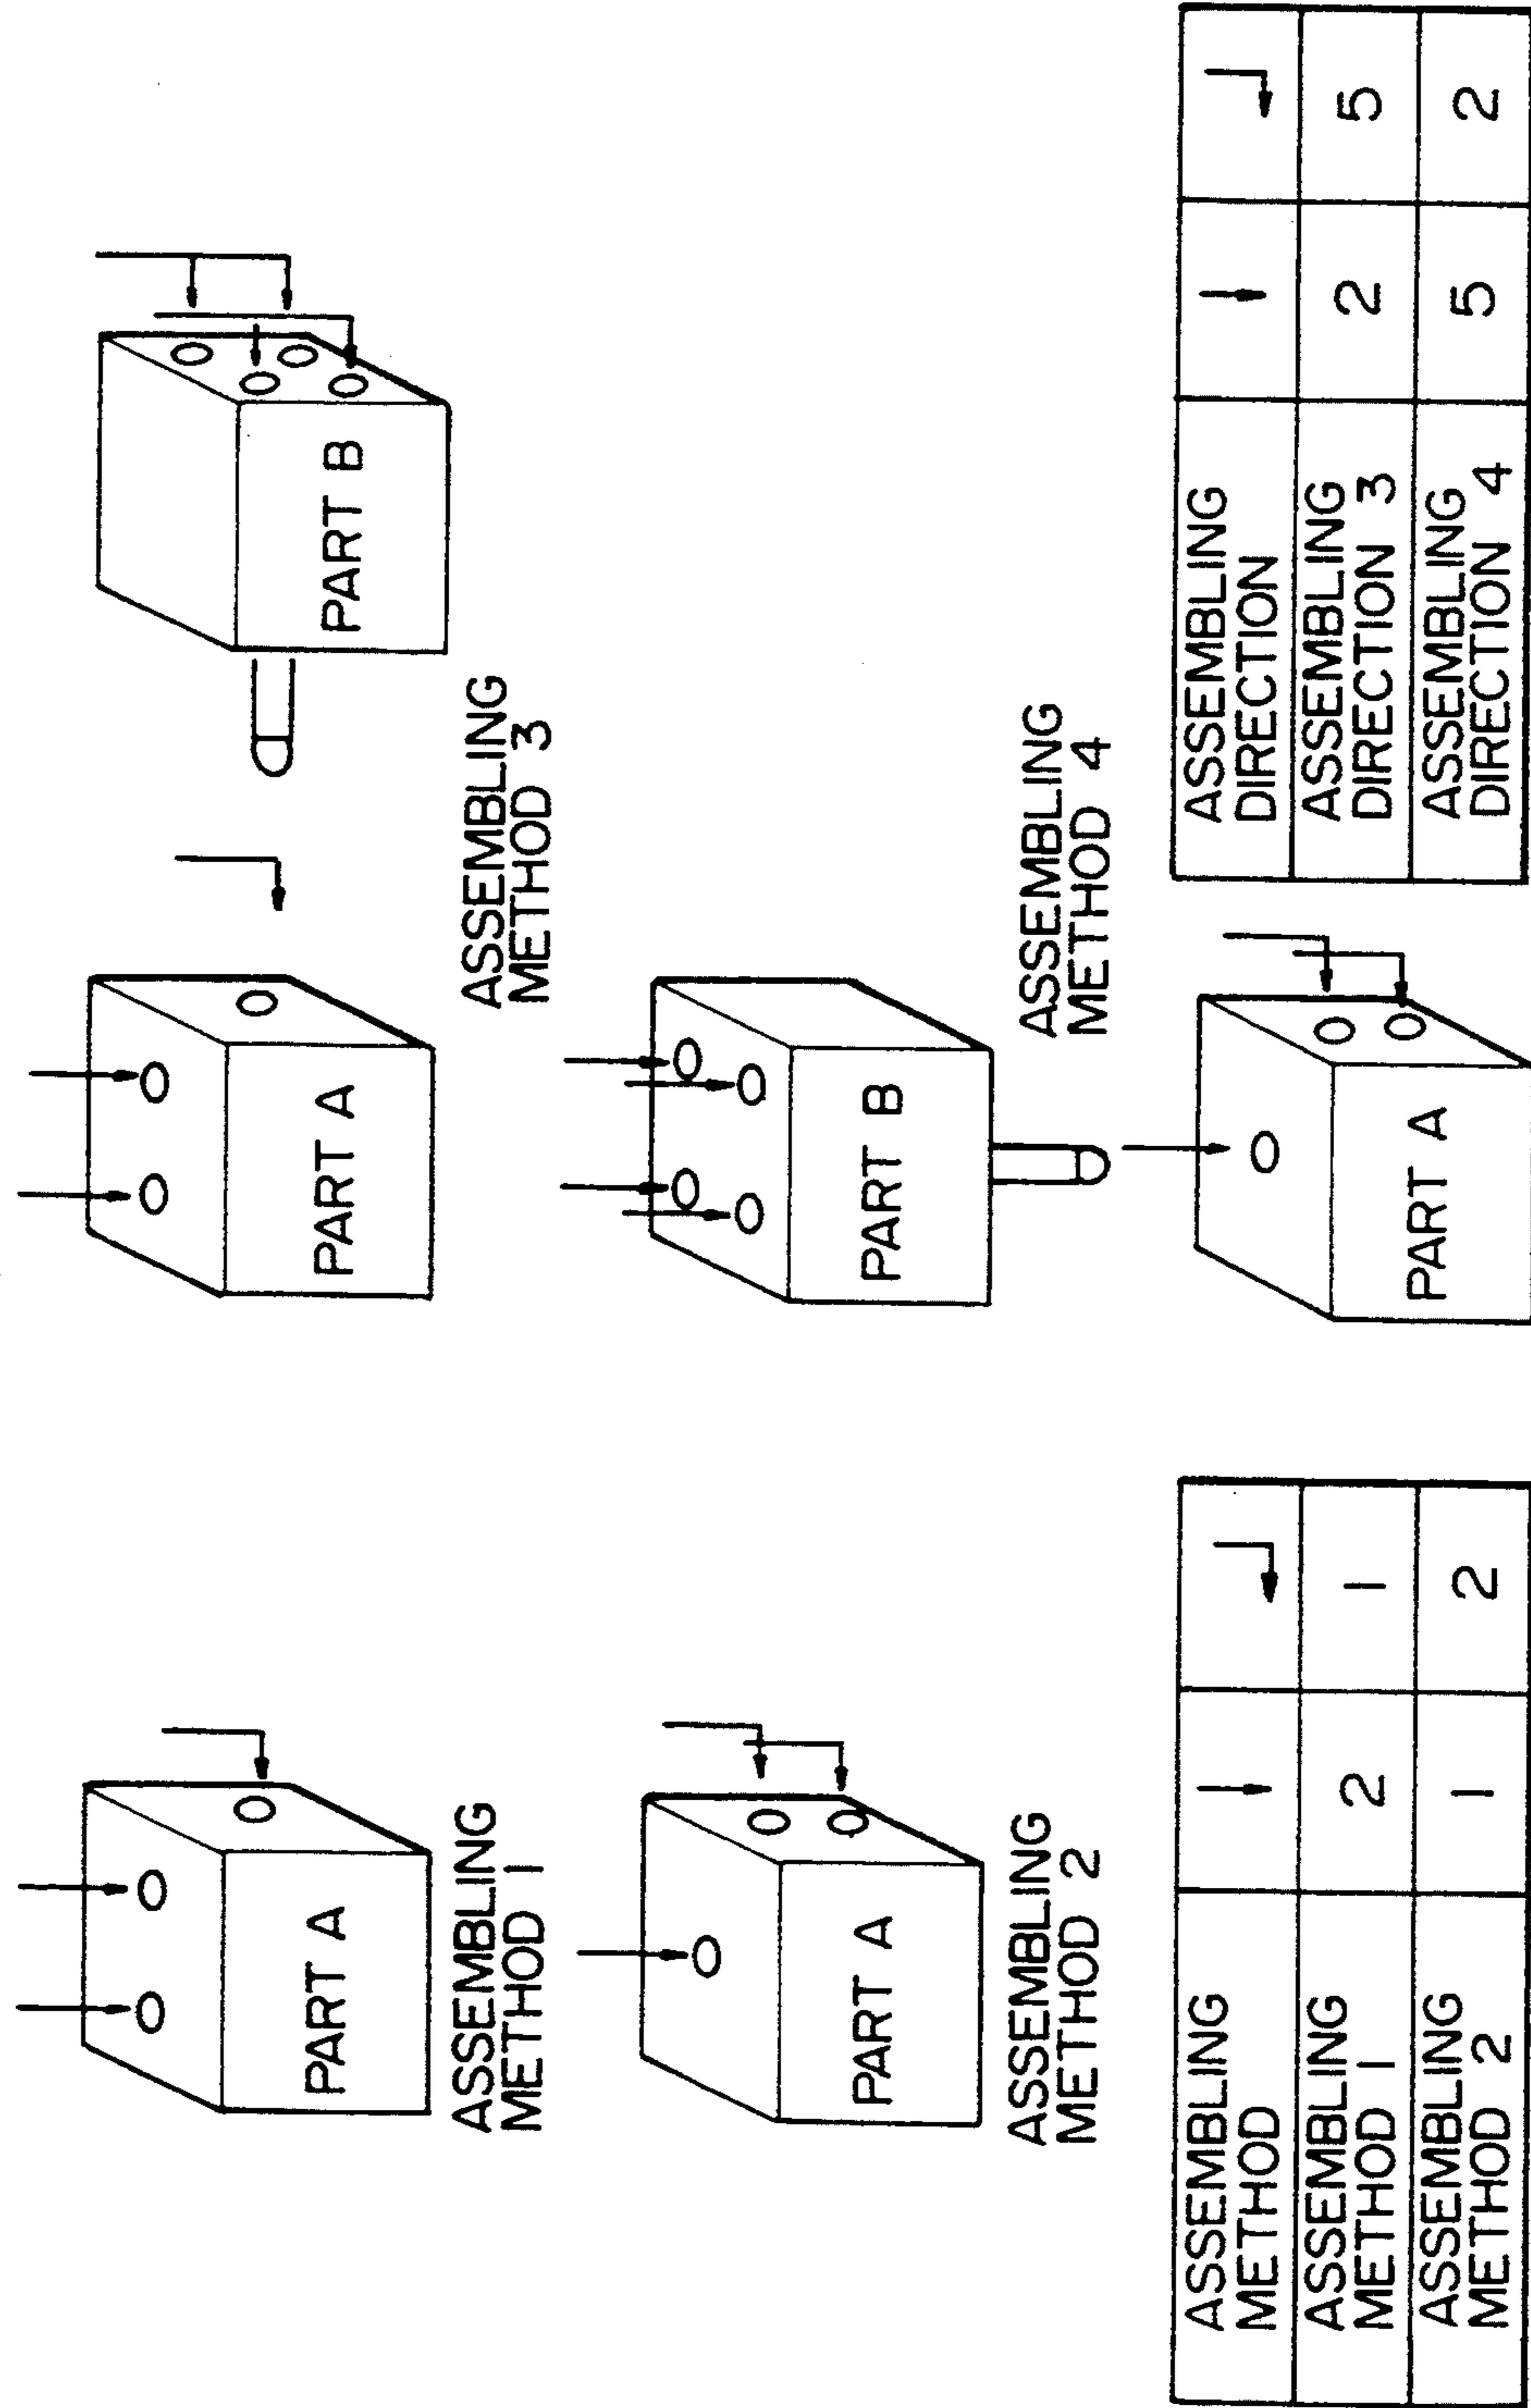 PART A
ASSEMBLING
METHOD 1
PART A
ASSEMBLING
METHOD 2
ASSEMBLING
METHOD
ASSEMBLING
METHOD 1
2
1
ASSEMBLING
METHOD 2
1
2
PART A
PART B
ASSEMBLING
METHOD 3
PART B
ASSEMBLING
METHOD 4
PART A
ASSEMBLING
DIRECTION
ASSEMBLING
DIRECTION 3
2
5
ASSEMBLING
DIRECTION 4
5
2